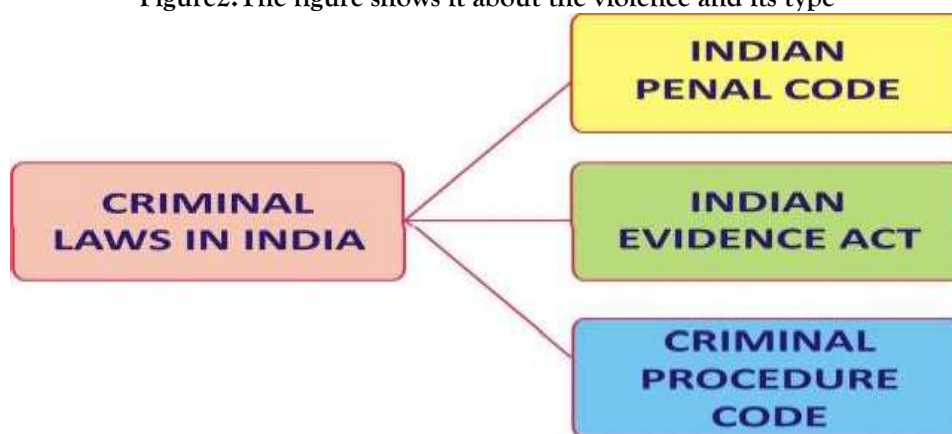 Figure2:The figure shows it about the violence and its type
INDIAN
PENAL CODE
CRIMINAL
LAWS IN INDIA
INDIAN
EVIDENCE ACT
CRIMINAL
PROCEDURE
CODE